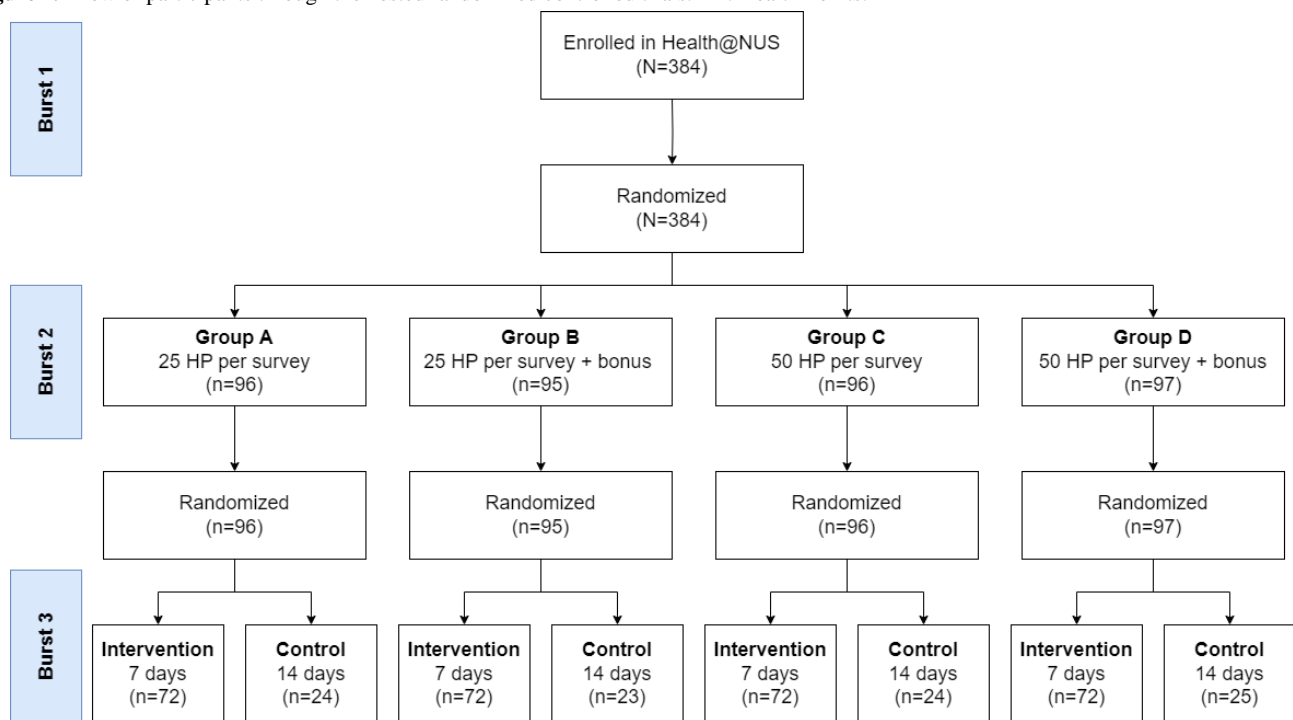 Burst 1
Enrolled in Health@NUS
(N=384)
Randomized
(N=384)
Burst 2
Group A
25 HP per survey
(n=96)
Group B
25 HP per survey + bonus
(n=95)
Group C
50 HP per survey
(n=96)
Group D
50 HP per survey + bonus
(n=97)
Randomized
(n=96)
Randomized
(n=95)
Randomized
(n=96)
Randomized
(n=97)
Burst 3
Intervention
7 days
(n=72)
Control
14 days
(n=24)
Intervention
7 days
(n=72)
Control
14 days
(n=23)
Intervention
7 days
(n=72)
Control
14 days
(n=24)
Intervention
7 days
(n=72)
Control
14 days
(n=25)